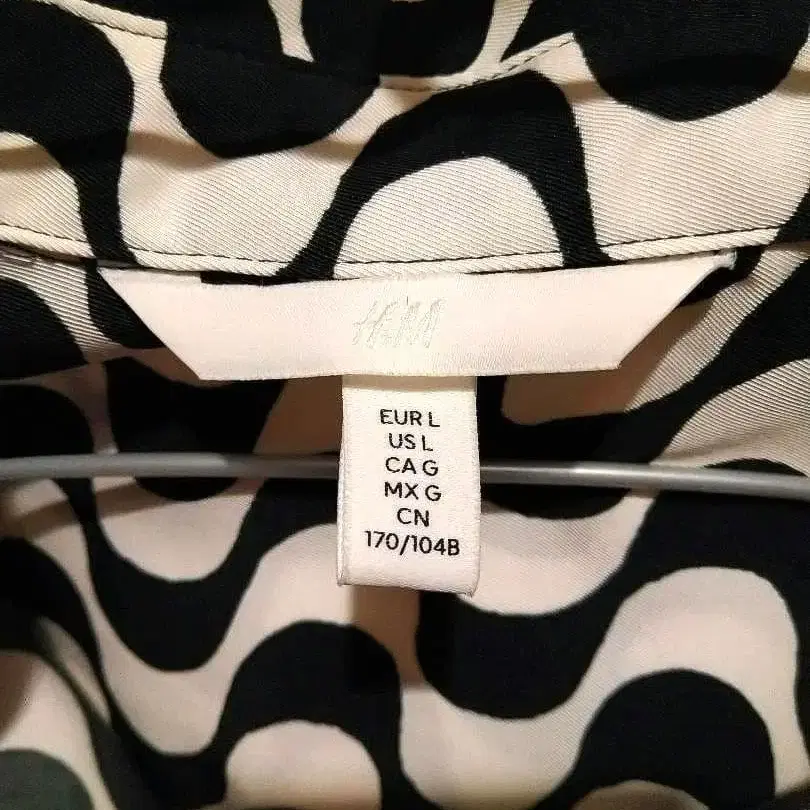 H&M
EUR L
US L
CA G
MX G
CN
170/104B